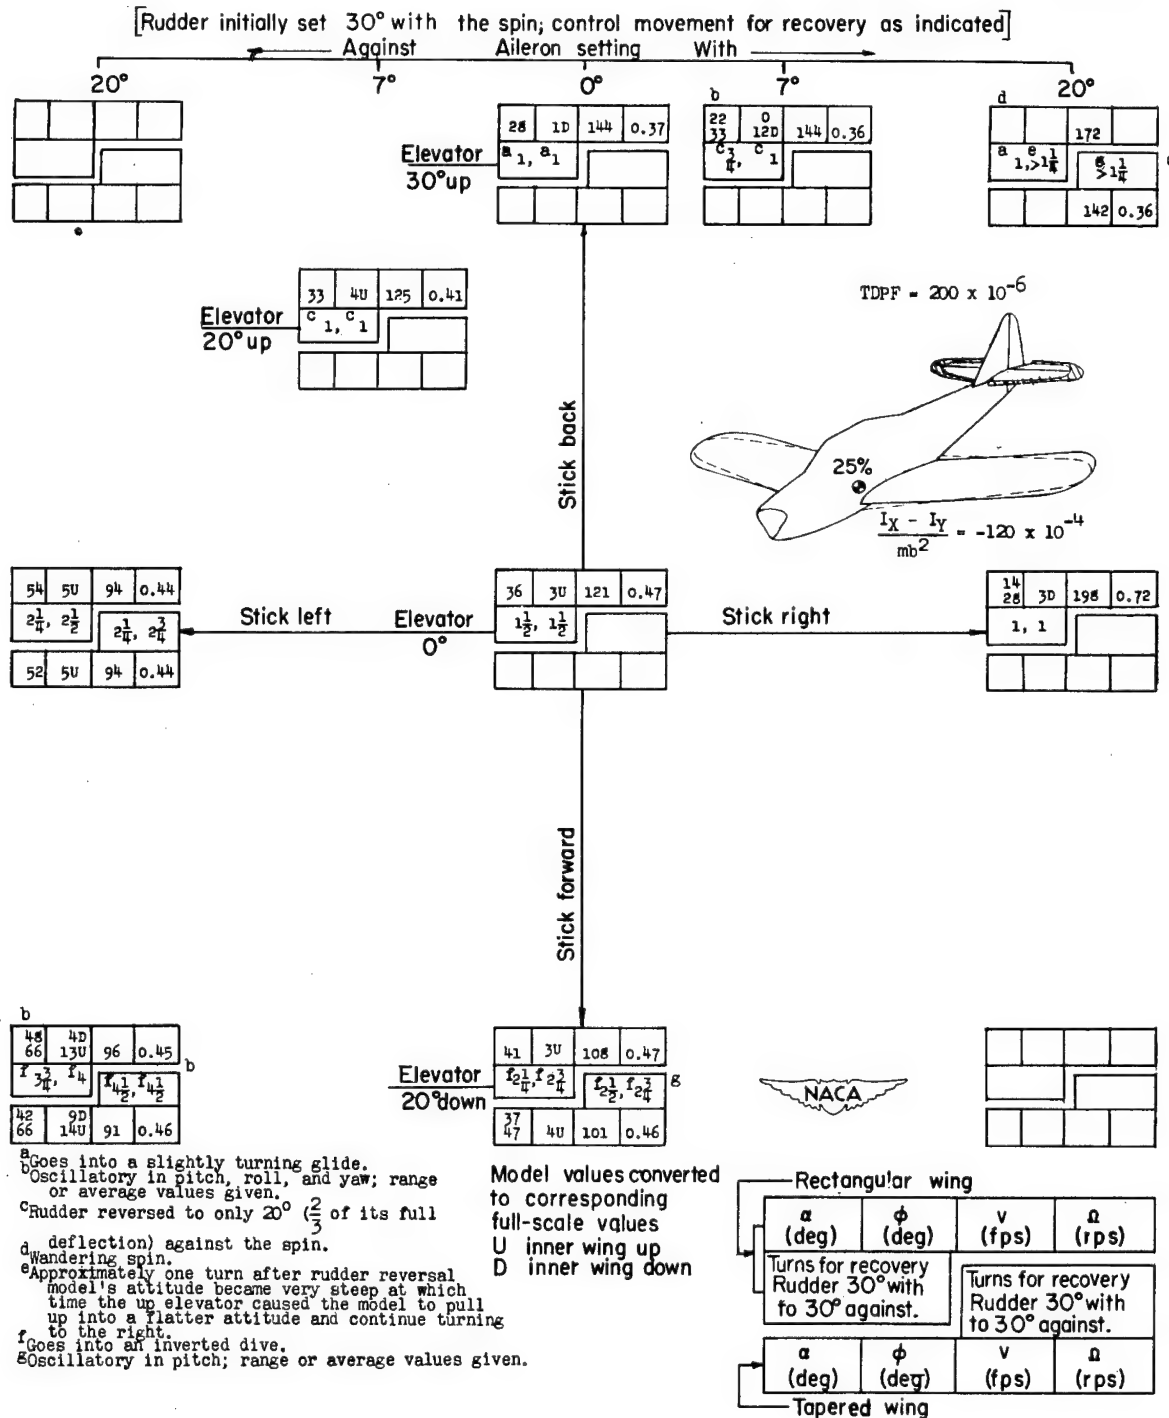 [Rudder initially set 30° with the spin; control movement for recovery as indicated]
Against Aileron setting With
20° 7° 0° 7° 20°
b
d
28 1D 144 0.37
22 33 0 12D 144 0.36
172
Elevator
30° up
a 1, a 1
c 3/4, c 1
a 1, e >1 1/4
>1 1/4
142 0.36
33 4U 125 0.41
Elevator
20° up
c 1, c 1
TDPF = 200 x 10^-6
Stick back
25%
(I_X - I_Y)/mb^2 = -120 x 10^-4
54 5U 94 0.44
36 3U 121 0.47
14 28 3D 198 0.72
2 1/4, 2 1/2
2 1/4, 2 3/4
Stick left
Elevator
0°
1 1/2, 1 1/2
Stick right
1, 1
52 5U 94 0.44
Stick forward
b
48 66 4D 13U 96 0.45
b
41 3U 108 0.47
f 3 3/4, f 4
f 4 1/2, f 4 1/2
Elevator
20° down
f 2 1/4, f 2 3/4
f 2 1/2, f 2 3/4
g
NACA
42 66 9D 14U 91 0.46
37 47 4U 101 0.46
a Goes into a slightly turning glide.
b Oscillatory in pitch, roll, and yaw; range
or average values given.
c Rudder reversed to only 20° (2/3 of its full
deflection) against the spin.
d Wandering spin.
e Approximately one turn after rudder reversal
model's attitude became very steep at which
time the up elevator caused the model to pull
up into a flatter attitude and continue turning
to the right.
f Goes into an inverted dive.
g Oscillatory in pitch; range or average values given.
Model values converted
to corresponding
full-scale values
U inner wing up
D inner wing down
Rectangular wing
α (deg) φ (deg) V (fps) Ω (rps)
Turns for recovery
Rudder 30° with
to 30° against.
Turns for recovery
Rudder 30° with
to 30° against.
α (deg) φ (deg) V (fps) Ω (rps)
Tapered wing